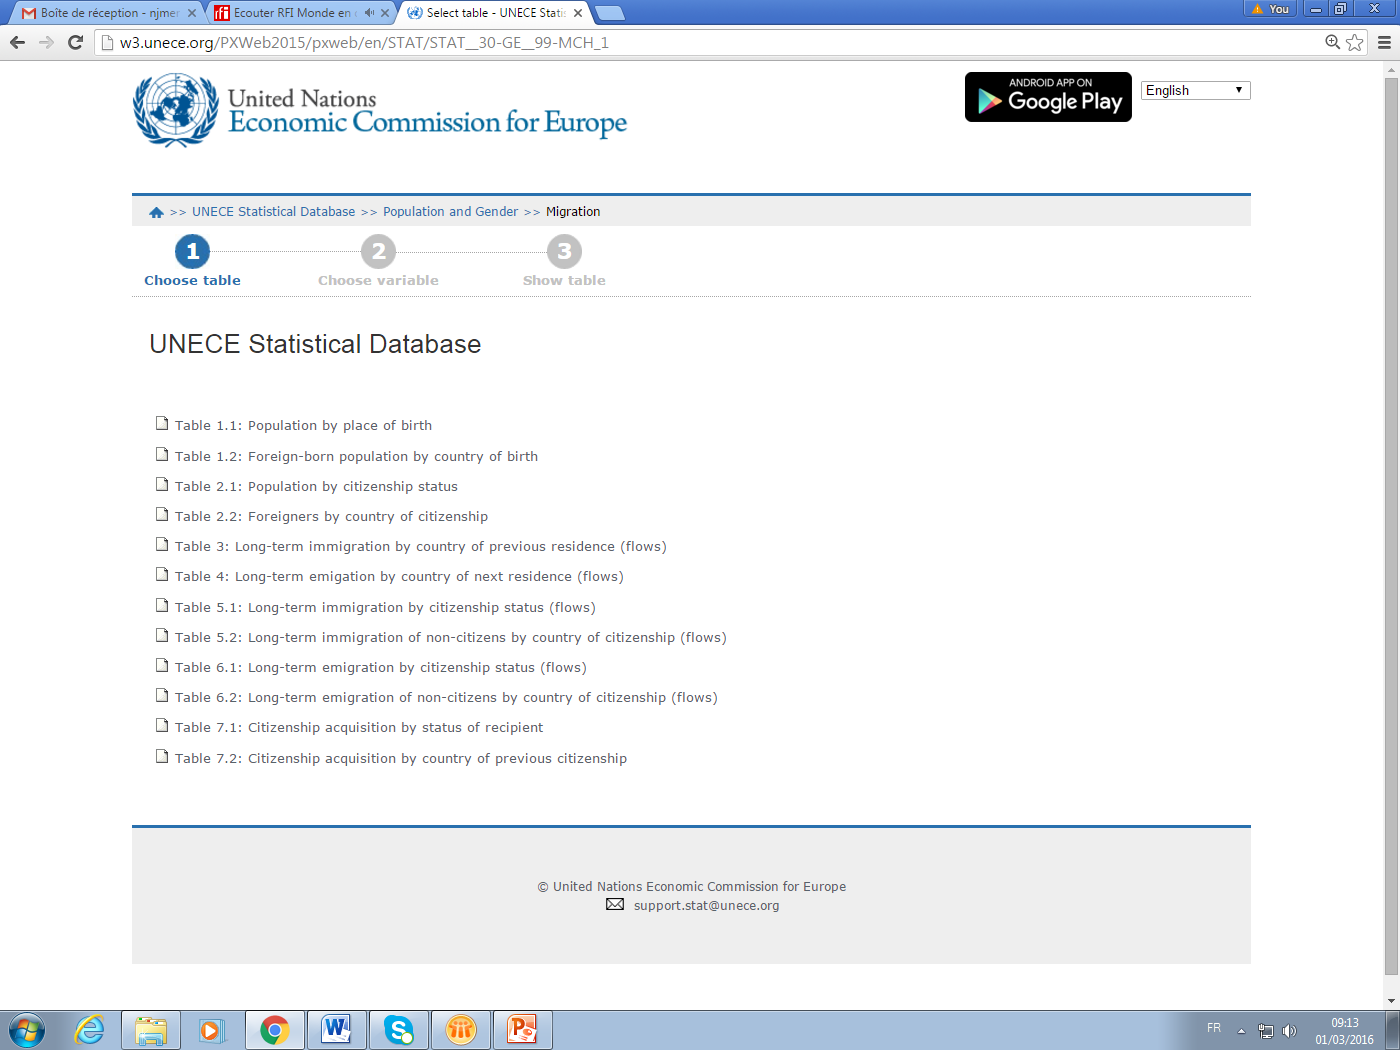 Boîte de réception - njmer
Ecouter RFI Monde en
Select table - UNECE Stati
You
w3.unece.org/PXWeb2015/pxweb/en/STAT/STAT__30-GE__99-MCH_1
United Nations
Economic Commission for Europe
ANDROID APP ON
Google Play
English
>> UNECE Statistical Database >> Population and Gender >> Migration
1 2 3
Choose table Choose variable Show table
UNECE Statistical Database
Table 1.1: Population by place of birth
Table 1.2: Foreign-born population by country of birth
Table 2.1: Population by citizenship status
Table 2.2: Foreigners by country of citizenship
Table 3: Long-term immigration by country of previous residence (flows)
Table 4: Long-term emigation by country of next residence (flows)
Table 5.1: Long-term immigration by citizenship status (flows)
Table 5.2: Long-term immigration of non-citizens by country of citizenship (flows)
Table 6.1: Long-term emigration by citizenship status (flows)
Table 6.2: Long-term emigration of non-citizens by country of citizenship (flows)
Table 7.1: Citizenship acquisition by status of recipient
Table 7.2: Citizenship acquisition by country of previous citizenship
© United Nations Economic Commission for Europe
support.stat@unece.org
FR
09:13
01/03/2016